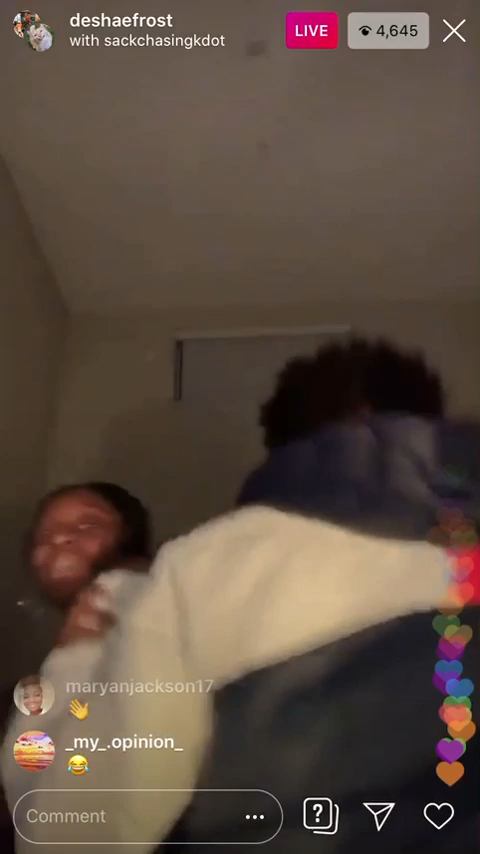 deshaefrost
with sackchasingkdot
LIVE
4,645
maryanjackson17
👋
_my_.opinion_
😂
Comment